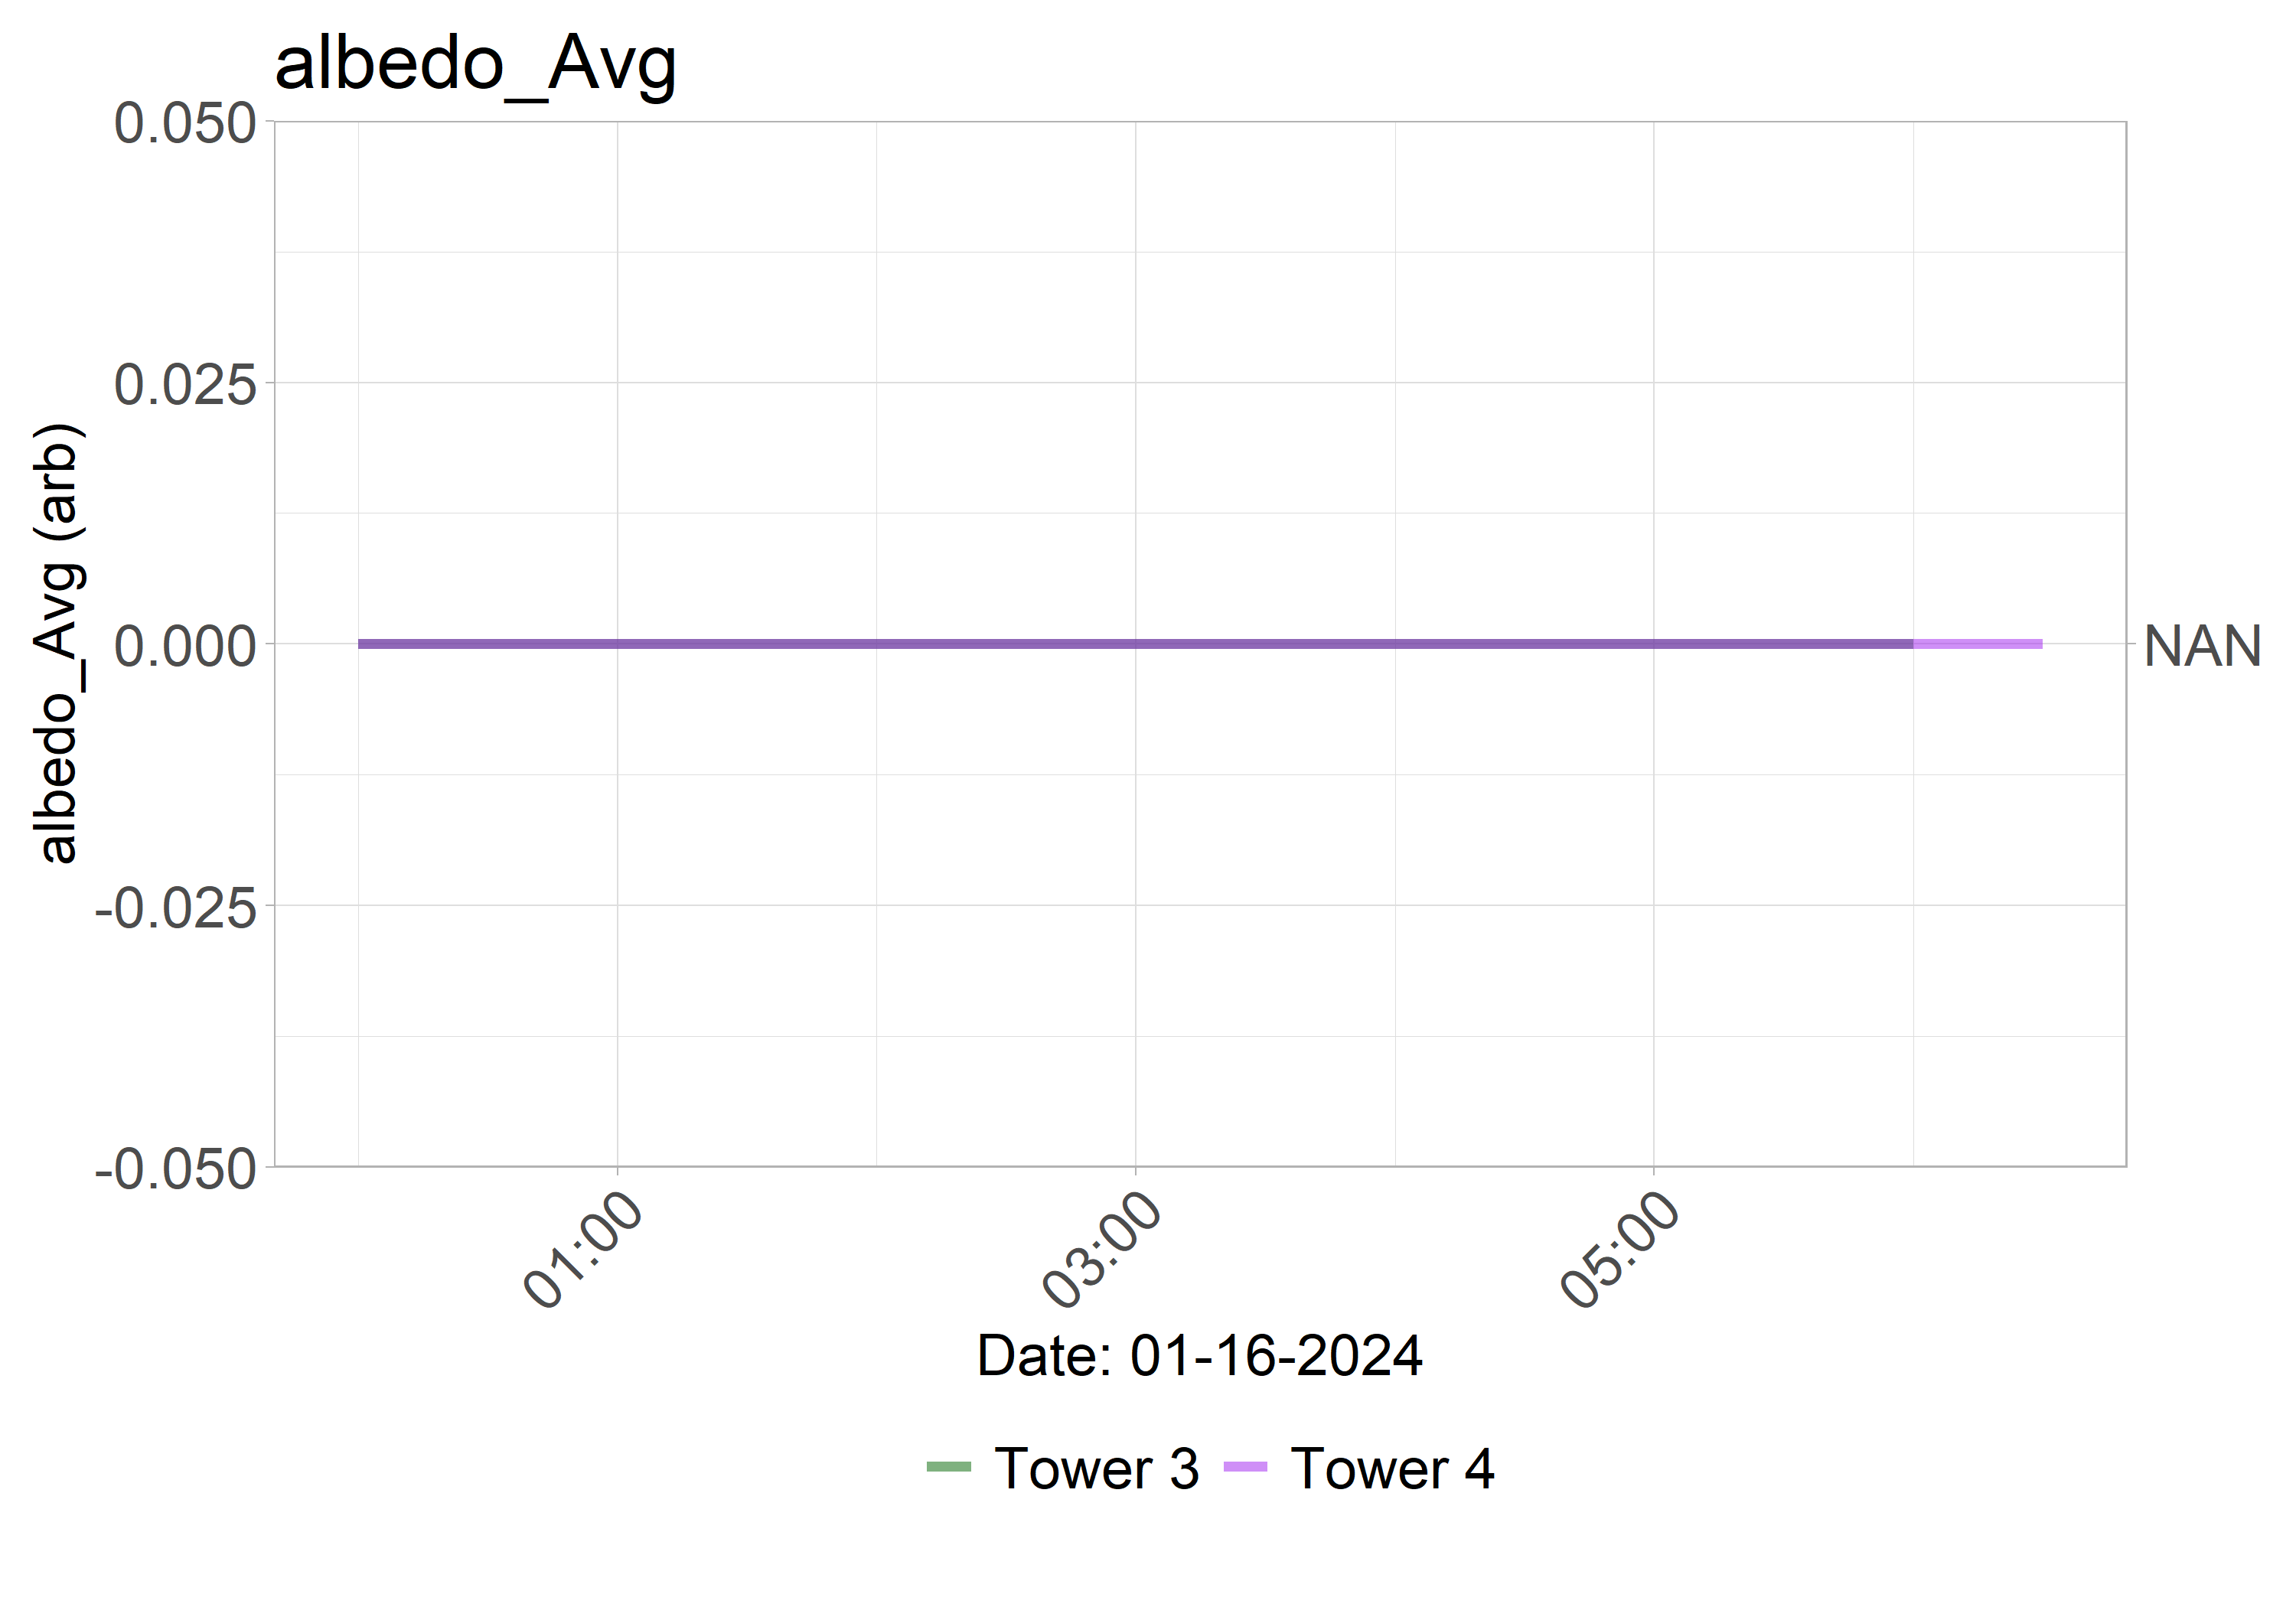 albedo_Avg
albedo_Avg (arb)
0.050
0.025
0.000
-0.025
-0.050
NAN
01:00
03:00
05:00
Date: 01-16-2024
Tower 3
Tower 4